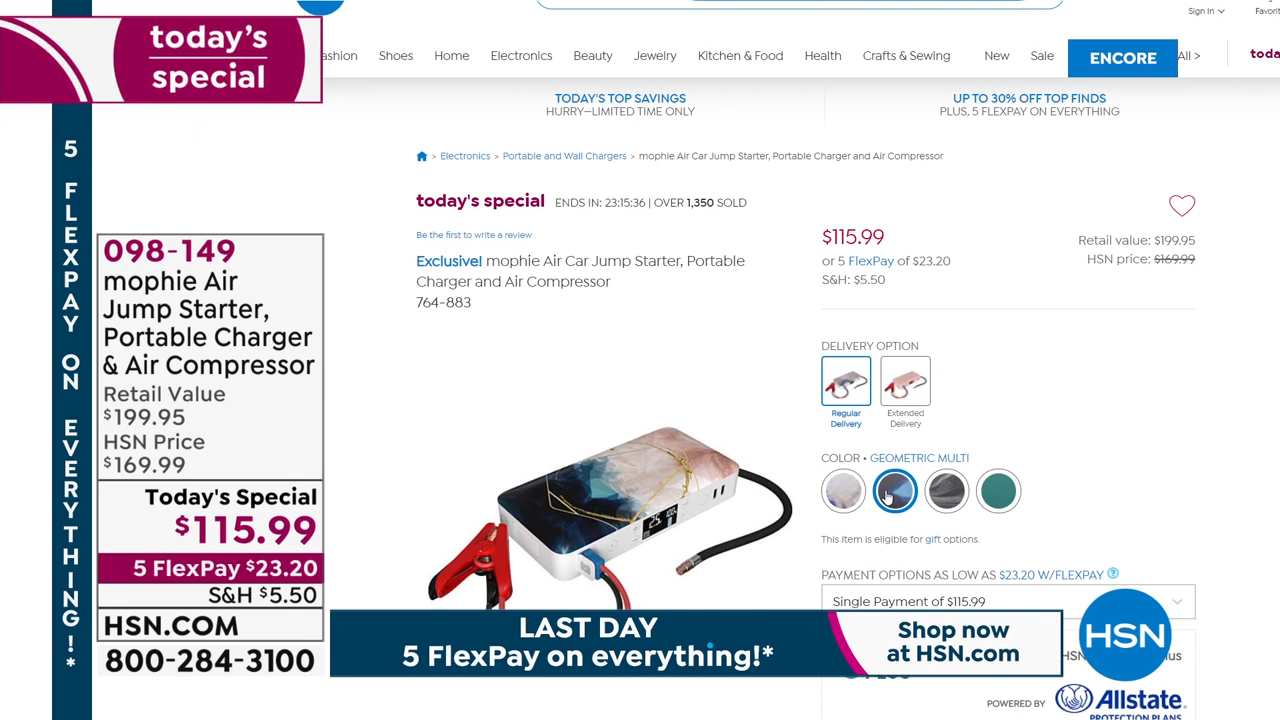 today's
special
5 FLEXPAY ON EVERYTHING!*
098-149
mophie Air
Jump Starter,
Portable Charger
& Air Compressor
Retail Value
$199.95
HSN Price
$169.99
Today's Special
$115.99
5 FlexPay $23.20
S&H $5.50
HSN.COM
800-284-3100
Sign In
Favorit
ashion Shoes Home Electronics Beauty Jewelry Kitchen & Food Health Crafts & Sewing New Sale ENCORE All > toda
TODAY'S TOP SAVINGS
HURRY—LIMITED TIME ONLY
UP TO 30% OFF TOP FINDS
PLUS, 5 FLEXPAY ON EVERYTHING
> Electronics > Portable and Wall Chargers > mophie Air Car Jump Starter, Portable Charger and Air Compressor
today's special ENDS IN: 23:15:36 | OVER 1,350 SOLD
Be the first to write a review
Exclusive! mophie Air Car Jump Starter, Portable
Charger and Air Compressor
764-883
$115.99
or 5 FlexPay of $23.20
S&H: $5.50
Retail value: $199.95
HSN price: $169.99
DELIVERY OPTION
Regular
Delivery
Extended
Delivery
COLOR • GEOMETRIC MULTI
This item is eligible for gift options.
PAYMENT OPTIONS AS LOW AS $23.20 W/FLEXPAY
Single Payment of $115.99
LAST DAY
5 FlexPay on everything!*
Shop now
at HSN.com
HSN
POWERED BY
Allstate
PROTECTION PLANS